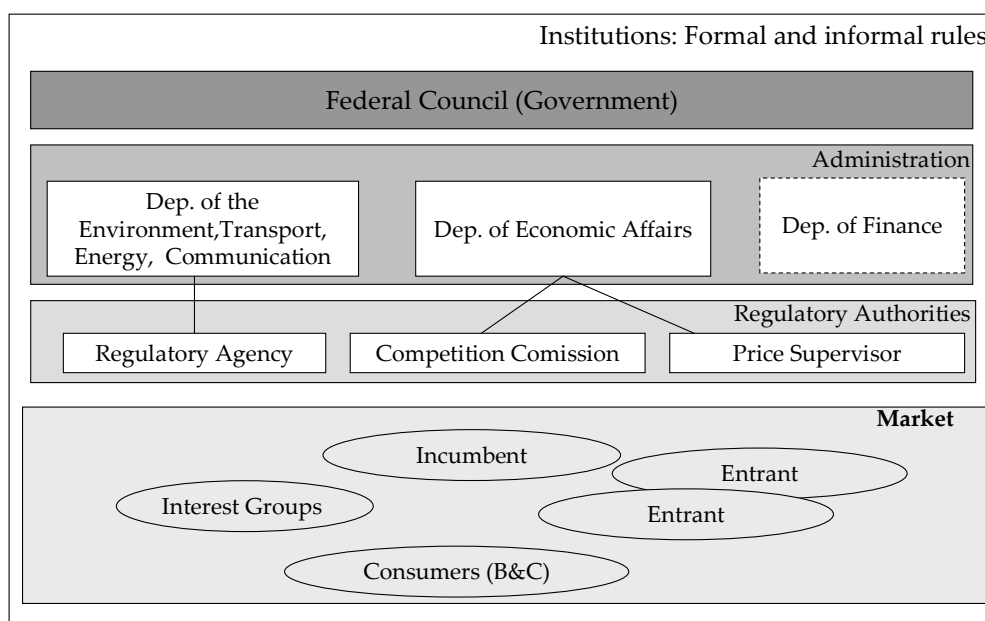 Institutions: Formal and informal rules
Federal Council (Government)
Administration
Dep. of the
Environment,Transport,
Energy, Communication
Dep. of Economic Affairs
Dep. of Finance
Regulatory Authorities
Regulatory Agency
Competition Comission
Price Supervisor
Market
Incumbent
Entrant
Interest Groups
Entrant
Consumers (B&C)